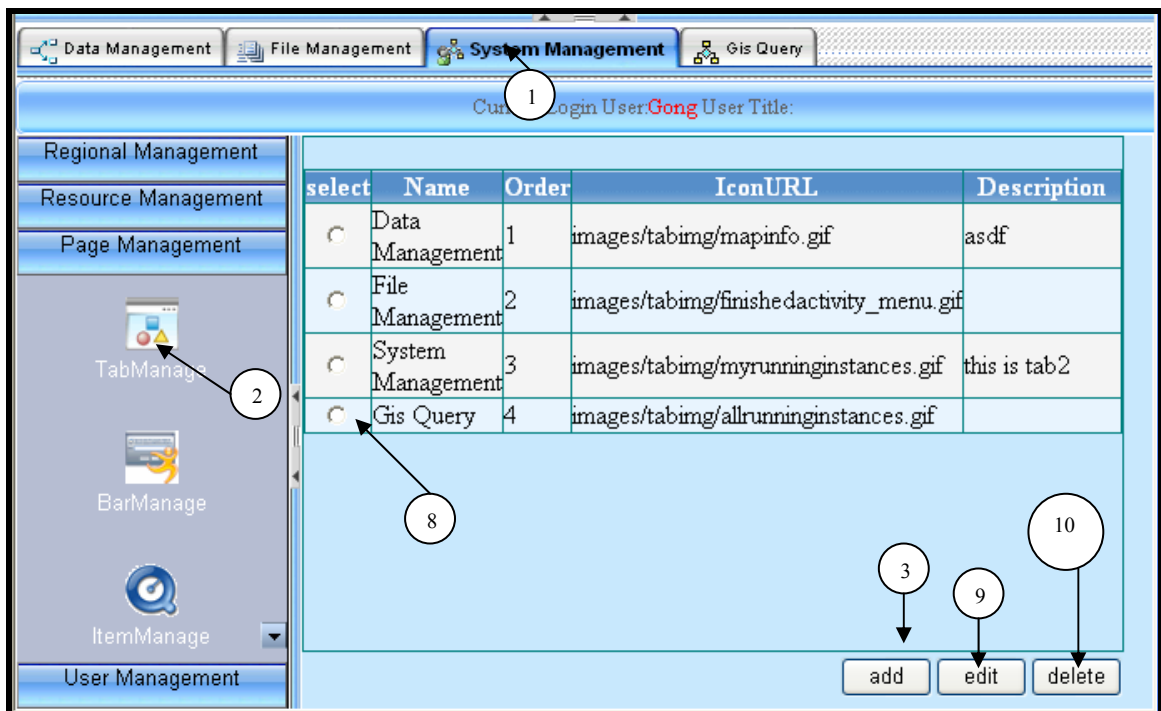 Data Management File Management System Management Gis Query
1
Login User:Gong User Title:
Regional Management
Resource Management
Page Management
TabManage
2
BarManage
ItemManage
User Management
select Name Order IconURL Description
Data Management 1 images/tabimg/mapinfo.gif asdf
File Management 2 images/tabimg/finishedactivity_menu.gif
System Management 3 images/tabimg/myrunninginstances.gif this is tab2
Gis Query 4 images/tabimg/allrunninginstances.gif
8
3
9
10
add edit delete